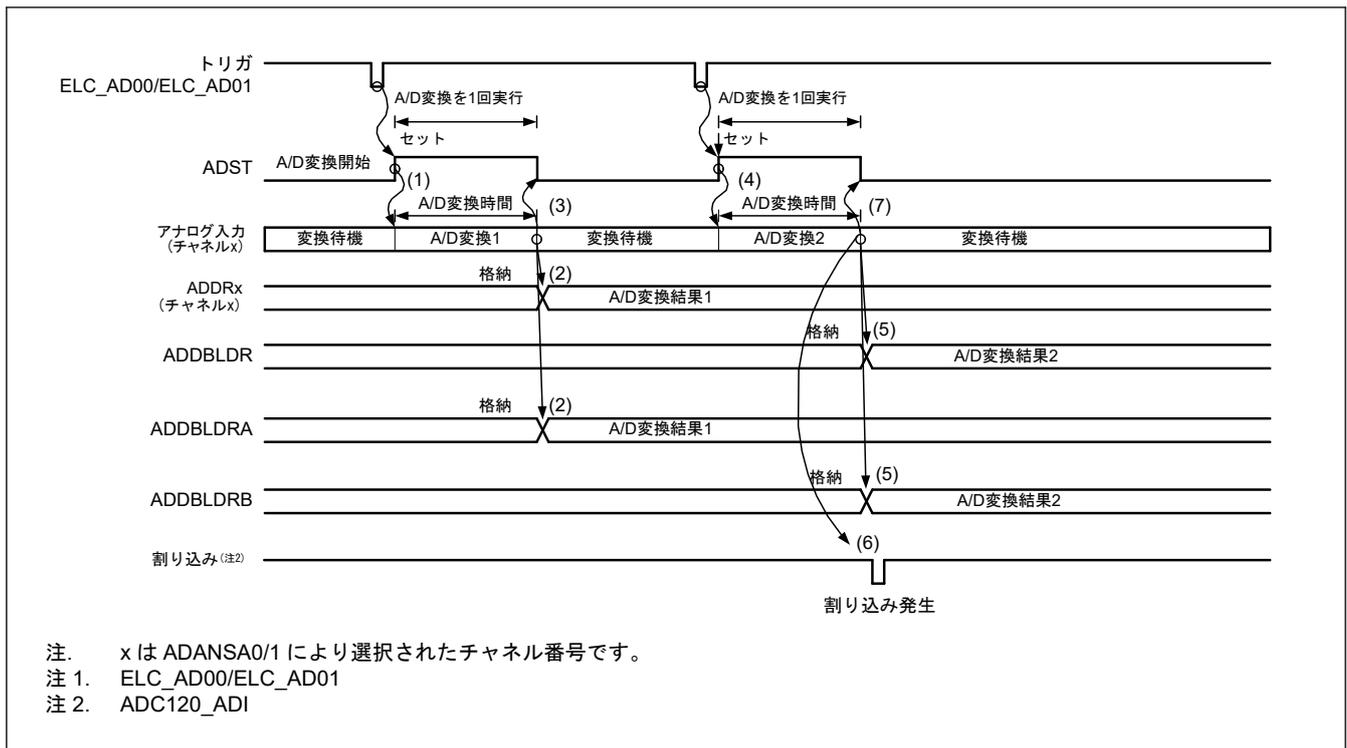 トリガ
ELC_AD00/ELC_AD01
A/D変換を1回実行
A/D変換を1回実行
セット
セット
ADST
A/D変換開始
(1)
(4)
A/D変換時間
(3)
A/D変換時間
(7)
アナログ入力
(チャネルx)
変換待機
A/D変換1
変換待機
A/D変換2
変換待機
格納
(2)
ADDRx
(チャネルx)
A/D変換結果1
格納
(5)
ADDBLDR
A/D変換結果2
格納
(2)
ADDBLDRA
A/D変換結果1
格納
(5)
ADDBLDRB
A/D変換結果2
(6)
割り込み(注2)
割り込み発生
注. x は ADANSA0/1 により選択されたチャネル番号です。
注 1. ELC_AD00/ELC_AD01
注 2. ADC120_ADI